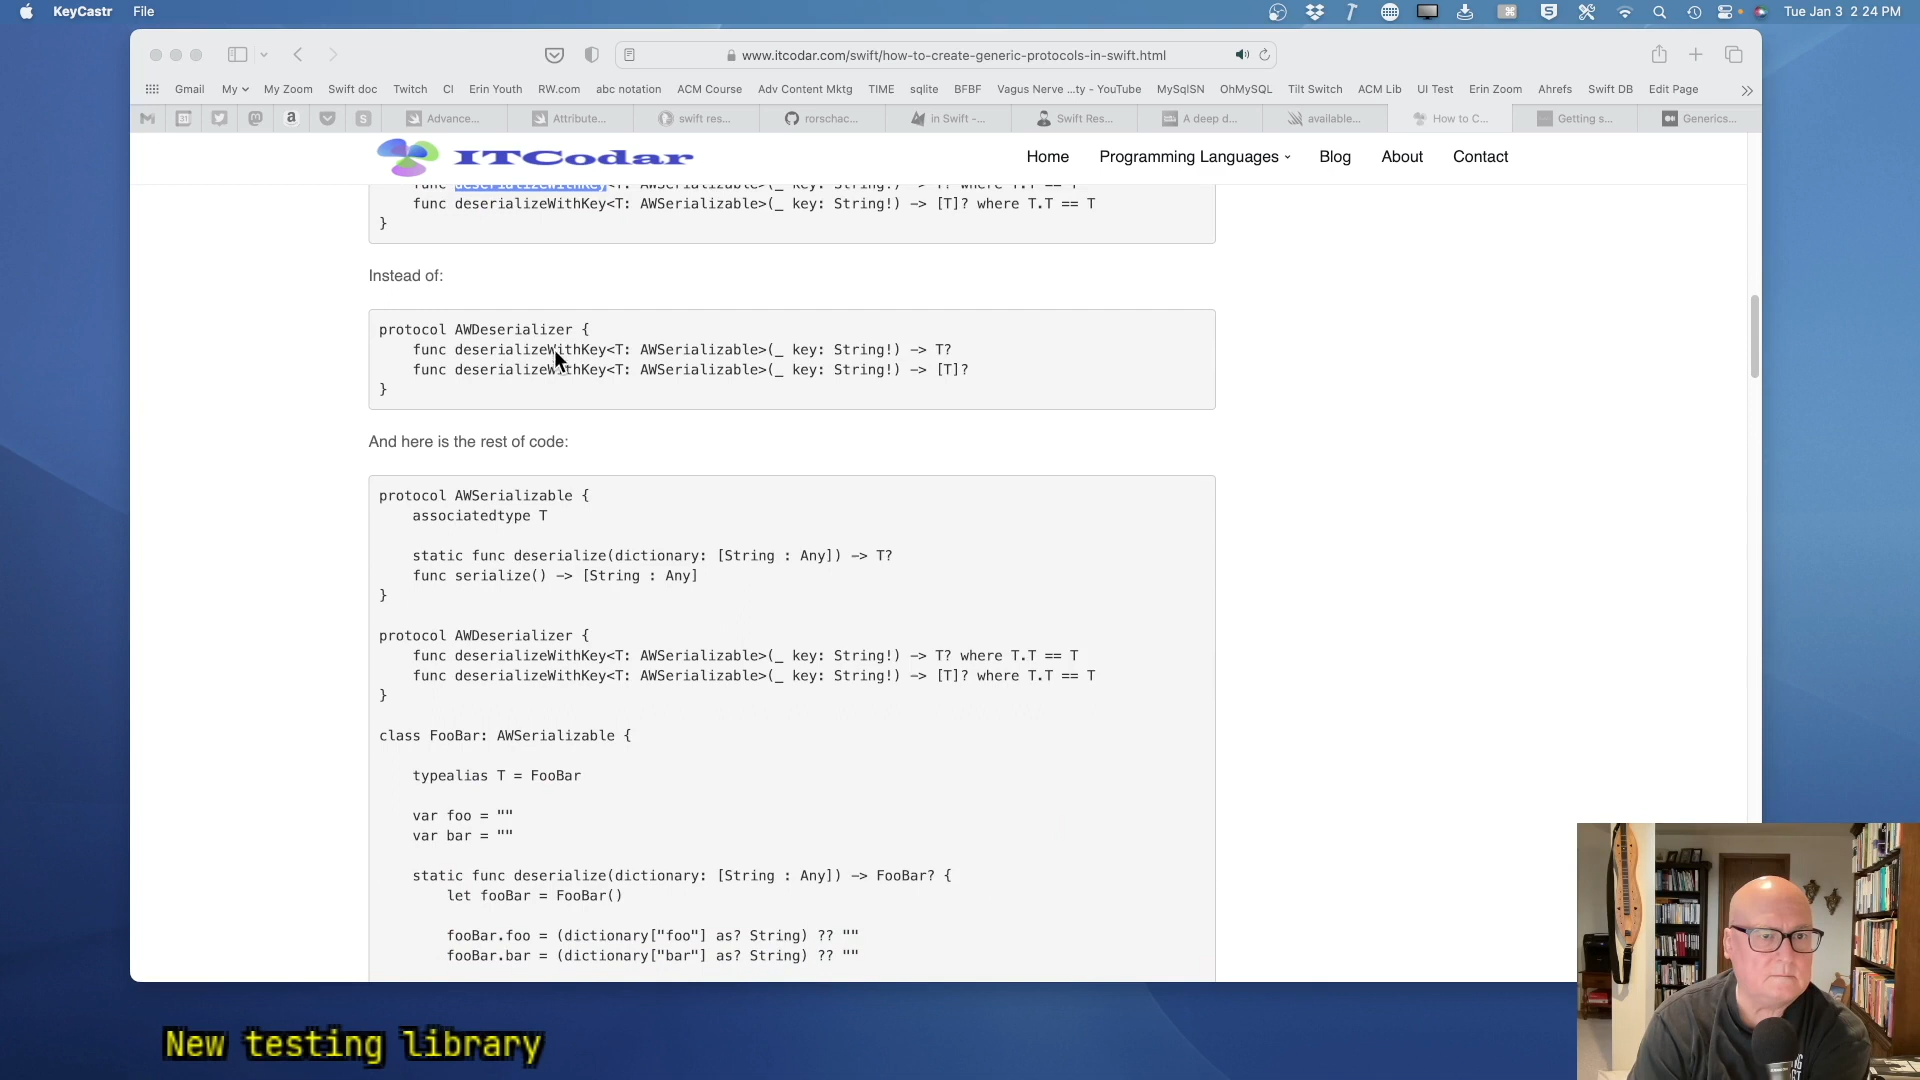 KeyCastr File Tue Jan 3 2:24 PM
www.itcodar.com/swift/how-to-create-generic-protocols-in-swift.html
Gmail My My Zoom Swift doc Twitch CI Erin Youth RW.com abc notation ACM Course Adv Content Mktg TIME sqlite BFBF Vagus Nerve ...ty - YouTube MySqlSN OhMySQL Tilt Switch ACM Lib UI Test Erin Zoom Ahrefs Swift DB Edit Page
Advance... Attribute... swift res... rorschac... in Swift -... Swift Res... A deep d... available... How to C... Getting s... Generics...
ITCodar Home Programming Languages Blog About Contact
func deserializeWithKey<T: AWSerializable>(_ key: String!) -> T? where T.T == T
func deserializeWithKey<T: AWSerializable>(_ key: String!) -> [T]? where T.T == T
}
Instead of:
protocol AWDeserializer {
func deserializeWithKey<T: AWSerializable>(_ key: String!) -> T?
func deserializeWithKey<T: AWSerializable>(_ key: String!) -> [T]?
}
And here is the rest of code:
protocol AWSerializable {
associatedtype T
static func deserialize(dictionary: [String : Any]) -> T?
func serialize() -> [String : Any]
}
protocol AWDeserializer {
func deserializeWithKey<T: AWSerializable>(_ key: String!) -> T? where T.T == T
func deserializeWithKey<T: AWSerializable>(_ key: String!) -> [T]? where T.T == T
}
class FooBar: AWSerializable {
typealias T = FooBar
var foo = ""
var bar = ""
static func deserialize(dictionary: [String : Any]) -> FooBar? {
let fooBar = FooBar()
fooBar.foo = (dictionary["foo"] as? String) ?? ""
fooBar.bar = (dictionary["bar"] as? String) ?? ""
New testing library